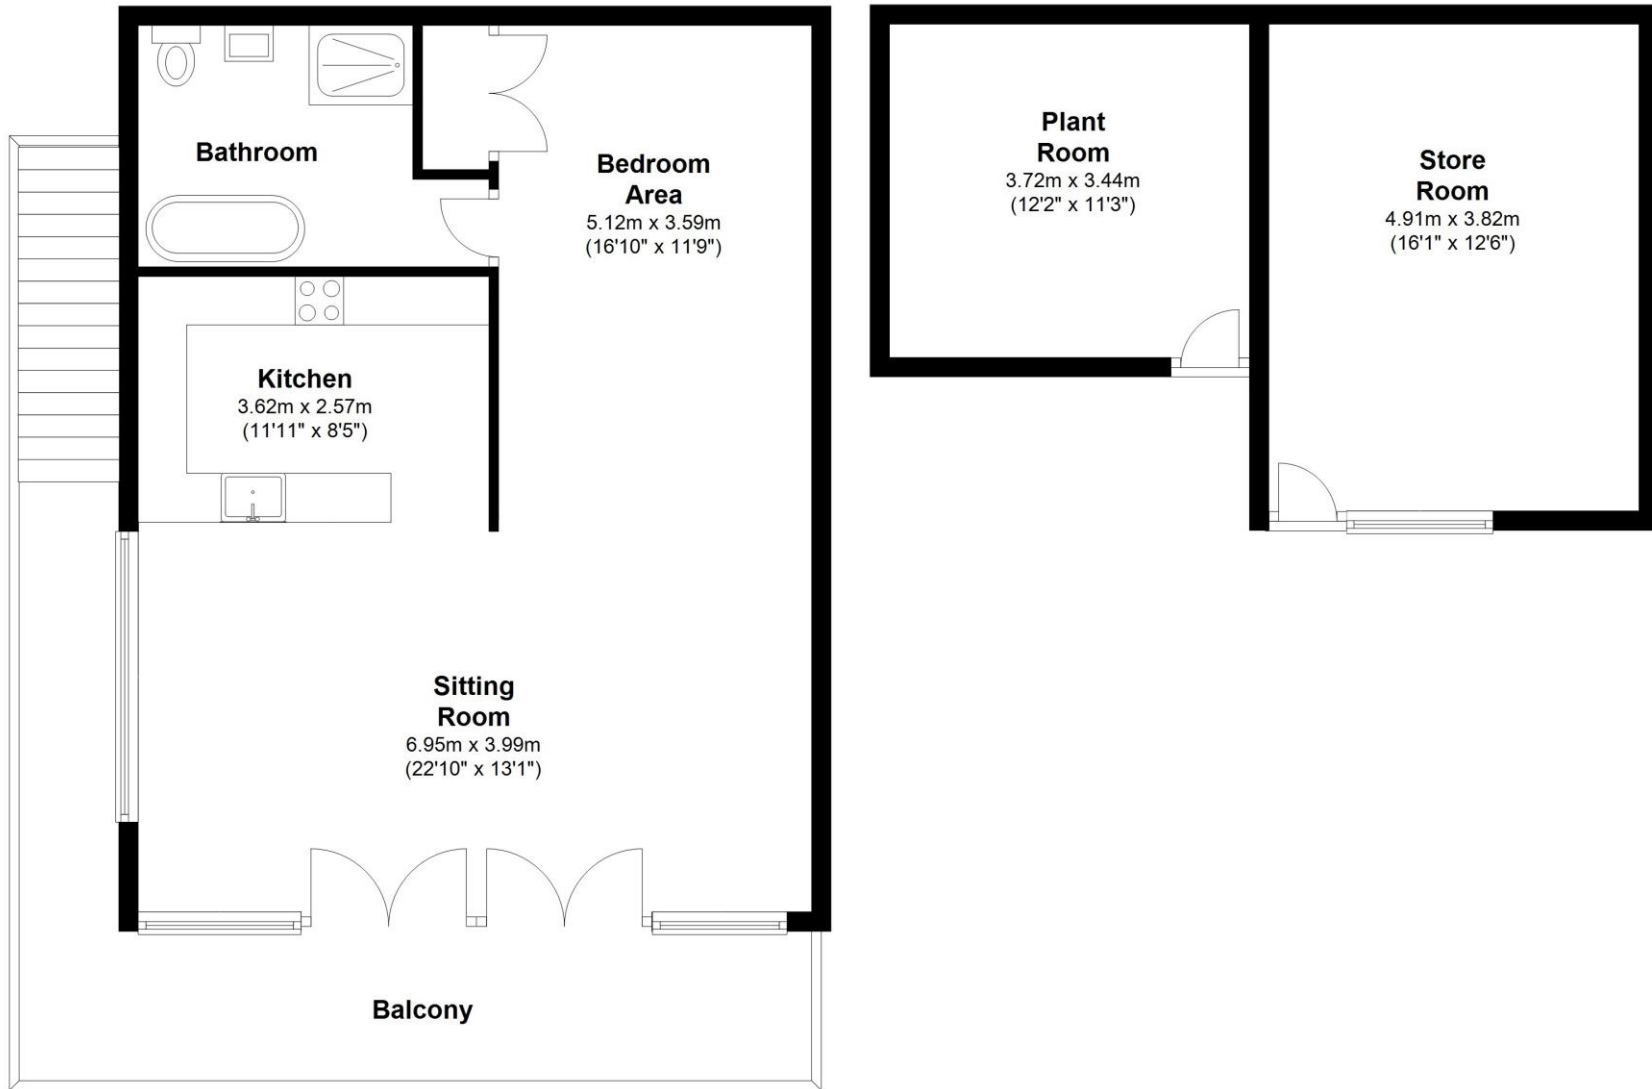 Bathroom
Bedroom
Area
5.12m x 3.59m
(16'10" x 11'9")
Kitchen
3.62m x 2.57m
(11'11" x 8'5")
Sitting
Room
6.95m x 3.99m
(22'10" x 13'1")
Balcony
Plant
Room
3.72m x 3.44m
(12'2" x 11'3")
Store
Room
4.91m x 3.82m
(16'1" x 12'6")